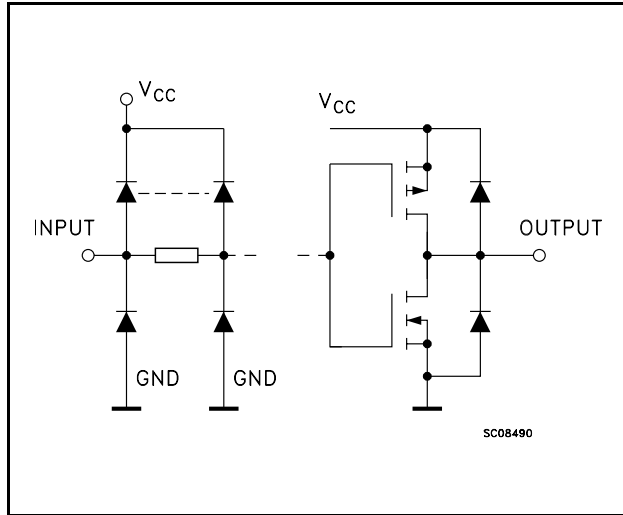 VCC
VCC
INPUT
OUTPUT
GND
GND
SC08490